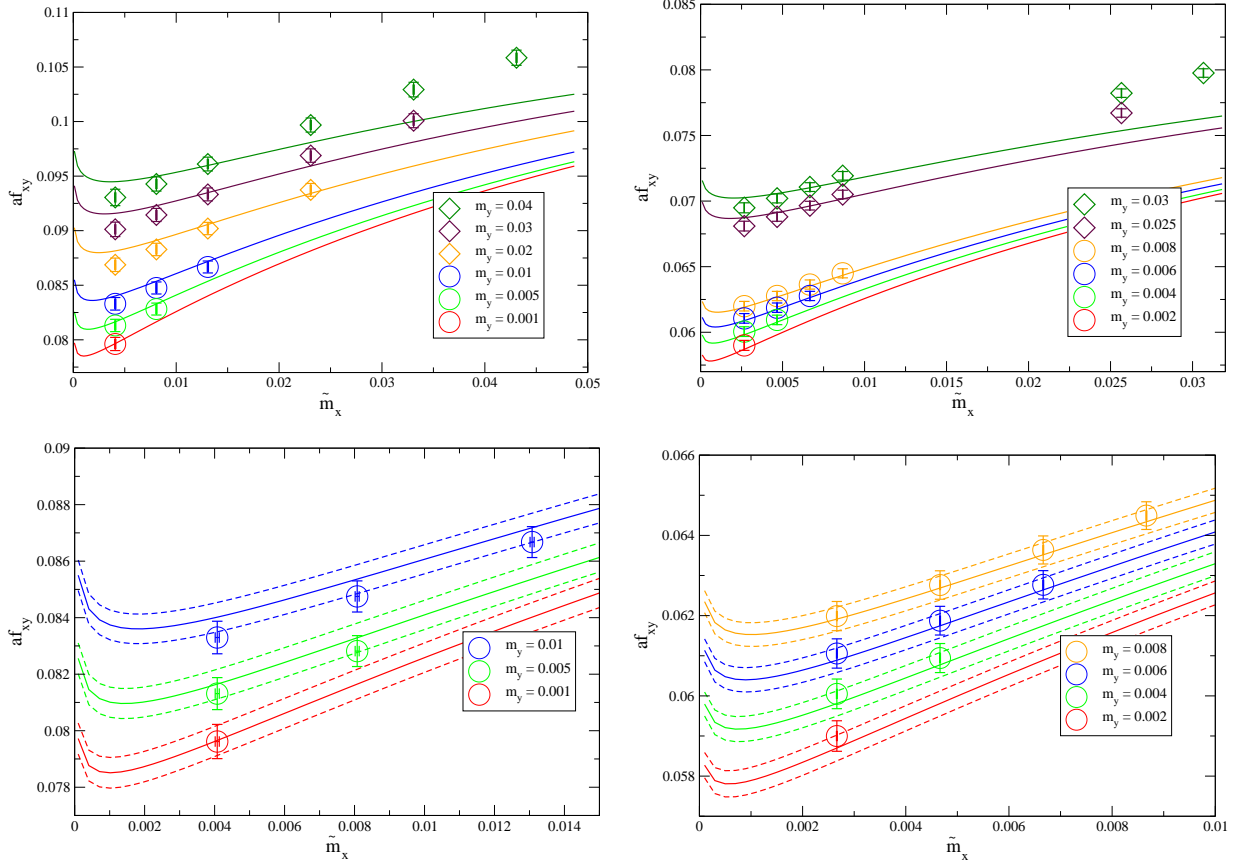 0.11
0.105
0.1
0.095
0.09
0.085
0.08
af_xy
0 0.01 0.02 0.03 0.04 0.05
m̃_x
m_y = 0.04
m_y = 0.03
m_y = 0.02
m_y = 0.01
m_y = 0.005
m_y = 0.001
0.085
0.08
0.075
0.07
0.065
0.06
af_xy
0 0.005 0.01 0.015 0.02 0.025 0.03
m̃_x
m_y = 0.03
m_y = 0.025
m_y = 0.008
m_y = 0.006
m_y = 0.004
m_y = 0.002
0.09
0.088
0.086
0.084
0.082
0.08
0.078
af_xy
0 0.002 0.004 0.006 0.008 0.01 0.012 0.014
m̃_x
m_y = 0.01
m_y = 0.005
m_y = 0.001
0.066
0.064
0.062
0.06
0.058
af_xy
0 0.002 0.004 0.006 0.008 0.01
m̃_x
m_y = 0.008
m_y = 0.006
m_y = 0.004
m_y = 0.002